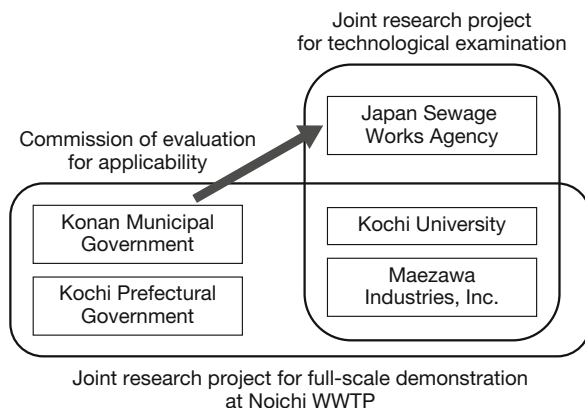 Joint research project
for technological examination
Japan Sewage
Works Agency
Commission of evaluation
for applicability
Konan Municipal
Government
Kochi University
Kochi Prefectural
Government
Maezawa
Industries, Inc.
Joint research project for full-scale demonstration
at Noichi WWTP